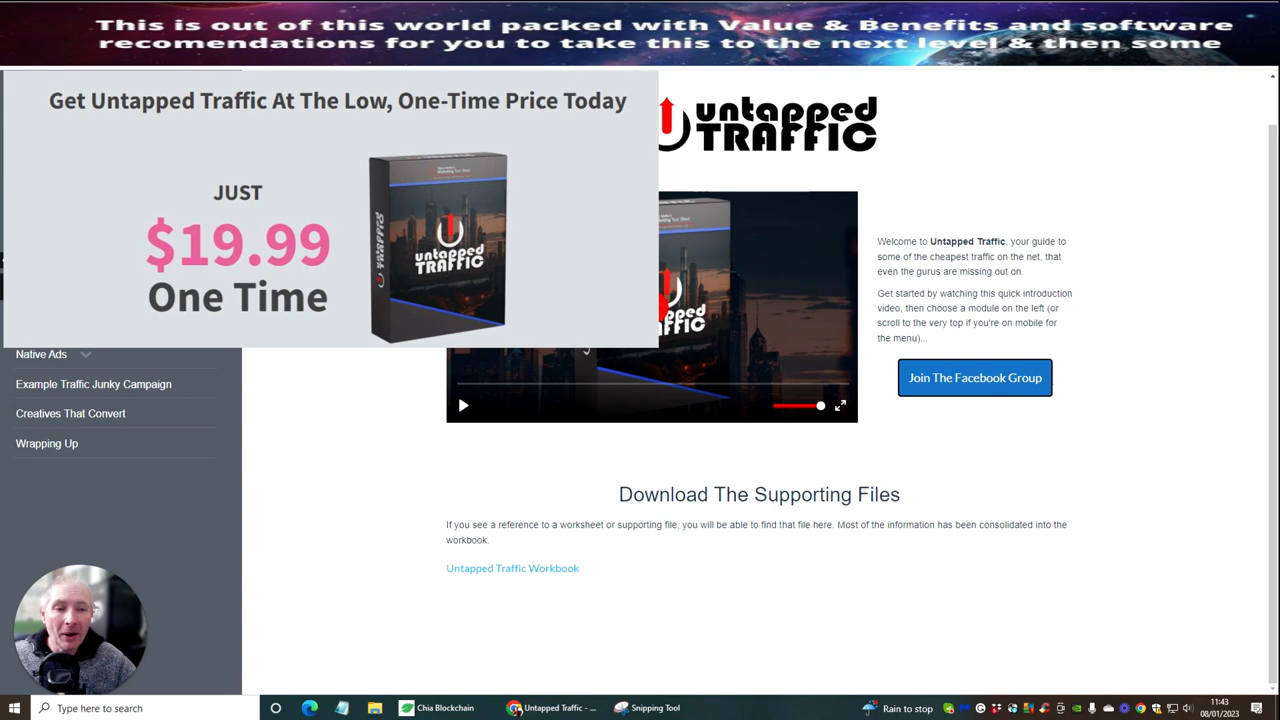 This is out of this world packed with Value & Benefits and software
recomendations for you to take this to the next level & then some
Get Untapped Traffic At The Low, One-Time Price Today
JUST
$19.99
One Time
untapped
TRAFFIC
untapped
TRAFFIC
Welcome to Untapped Traffic, your guide to
some of the cheapest traffic on the net, that
even the gurus are missing out on.
Get started by watching this quick introduction
video, then choose a module on the left (or
scroll to the very top if you're on mobile for
the menu)...
Join The Facebook Group
Native Ads
Example Traffic Junky Campaign
Creatives That Convert
Wrapping Up
Download The Supporting Files
If you see a reference to a worksheet or supporting file, you will be able to find that file here. Most of the information has been consolidated into the
workbook.
Untapped Traffic Workbook
Type here to search
Chia Blockchain
Untapped Traffic - ...
Snipping Tool
Rain to stop
11:43
08/01/2023